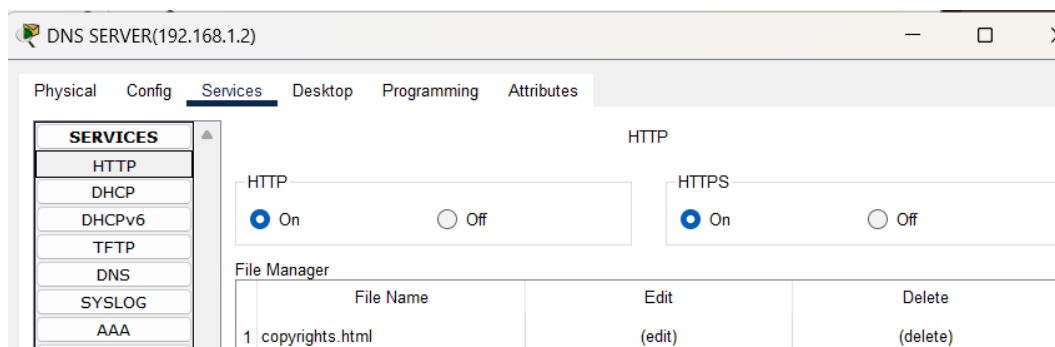 DNS SERVER(192.168.1.2)
Physical Config Services Desktop Programming Attributes
SERVICES
HTTP
DHCP
DHCPv6
TFTP
DNS
SYSLOG
AAA
HTTP
HTTP
On Off
HTTPS
On Off
File Manager
File Name Edit Delete
1 copyrights.html (edit) (delete)